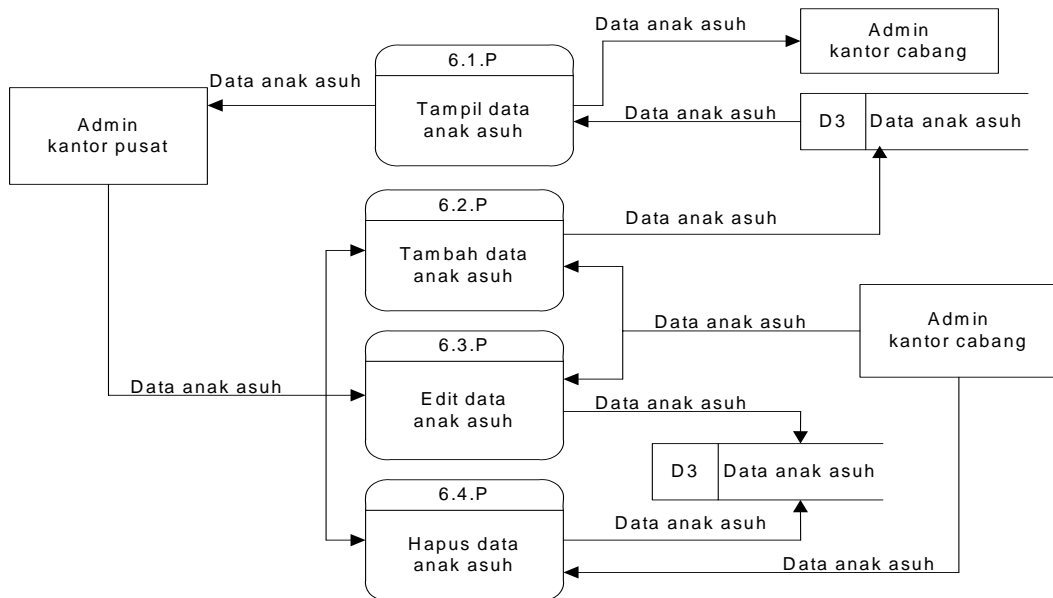 Admin
kantor cabang
Data anak asuh
6.1.P
Tampil data
anak asuh
Data anak asuh
Admin
kantor pusat
Data anak asuh
D3
Data anak asuh
6.2.P
Tambah data
anak asuh
Data anak asuh
Data anak asuh
Admin
kantor cabang
6.3.P
Edit data
anak asuh
Data anak asuh
Data anak asuh
D3
Data anak asuh
6.4.P
Hapus data
anak asuh
Data anak asuh
Data anak asuh